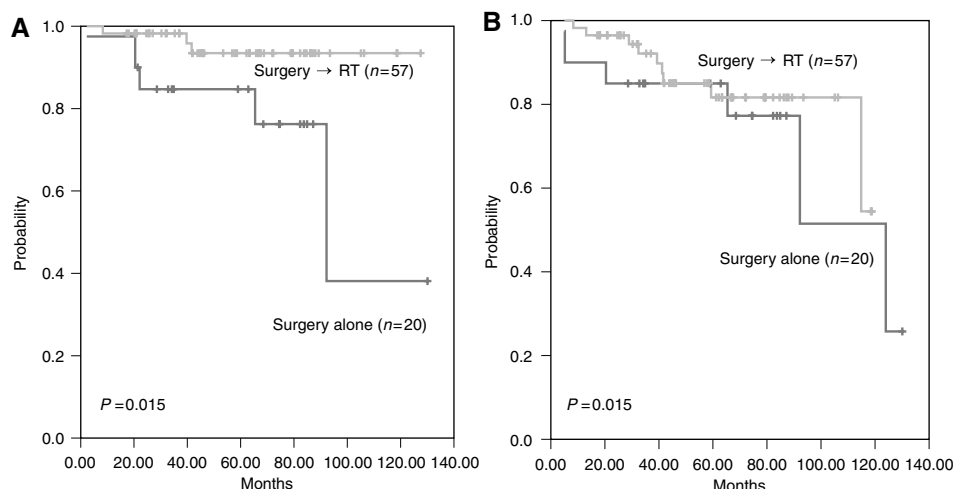 A
1.0
0.8
0.6
0.4
0.2
0.0
Probability
Surgery → RT (n=57)
Surgery alone (n=20)
P=0.015
0.00 20.00 40.00 60.00 80.00 100.00 120.00 140.00
Months
B
1.0
0.8
0.6
0.4
0.2
0.0
Probability
Surgery → RT (n=57)
Surgery alone (n=20)
P=0.015
0.00 20.00 40.00 60.00 80.00 100.00 120.00 140.00
Months